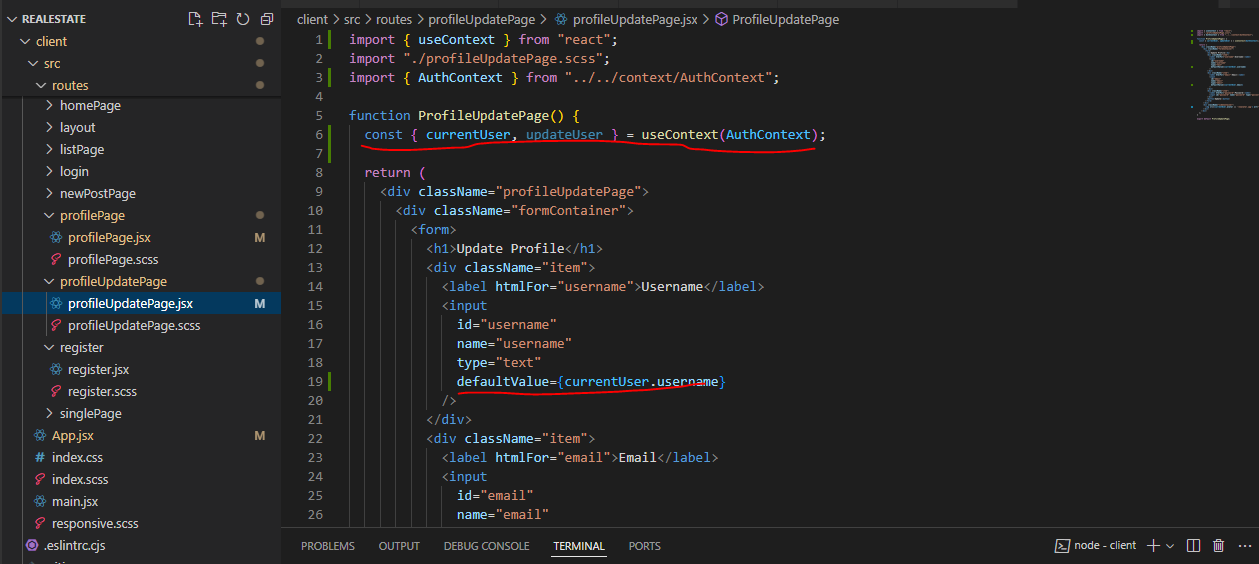 REALESTATE
client
src
routes
homePage
layout
listPage
login
newPostPage
profilePage
profilePage.jsx M
profilePage.scss
profileUpdatePage
profileUpdatePage.jsx M
profileUpdatePage.scss
register
register.jsx
register.scss
singlePage
App.jsx M
index.css
index.scss
main.jsx
responsive.scss
.eslintrc.cjs
client > src > routes > profileUpdatePage > profileUpdatePage.jsx > ProfileUpdatePage
1 import { useContext } from "react";
2 import "./profileUpdatePage.scss";
3 import { AuthContext } from "../../context/AuthContext";
4
5 function ProfileUpdatePage() {
6 const { currentUser, updateUser } = useContext(AuthContext);
7
8 return (
9 <div className="profileUpdatePage">
10 <div className="formContainer">
11 <form>
12 <h1>Update Profile</h1>
13 <div className="item">
14 <label htmlFor="username">Username</label>
15 <input
16 id="username"
17 name="username"
18 type="text"
19 defaultValue={currentUser.username}
20 />
21 </div>
22 <div className="item">
23 <label htmlFor="email">Email</label>
24 <input
25 id="email"
26 name="email"
PROBLEMS OUTPUT DEBUG CONSOLE TERMINAL PORTS node - client